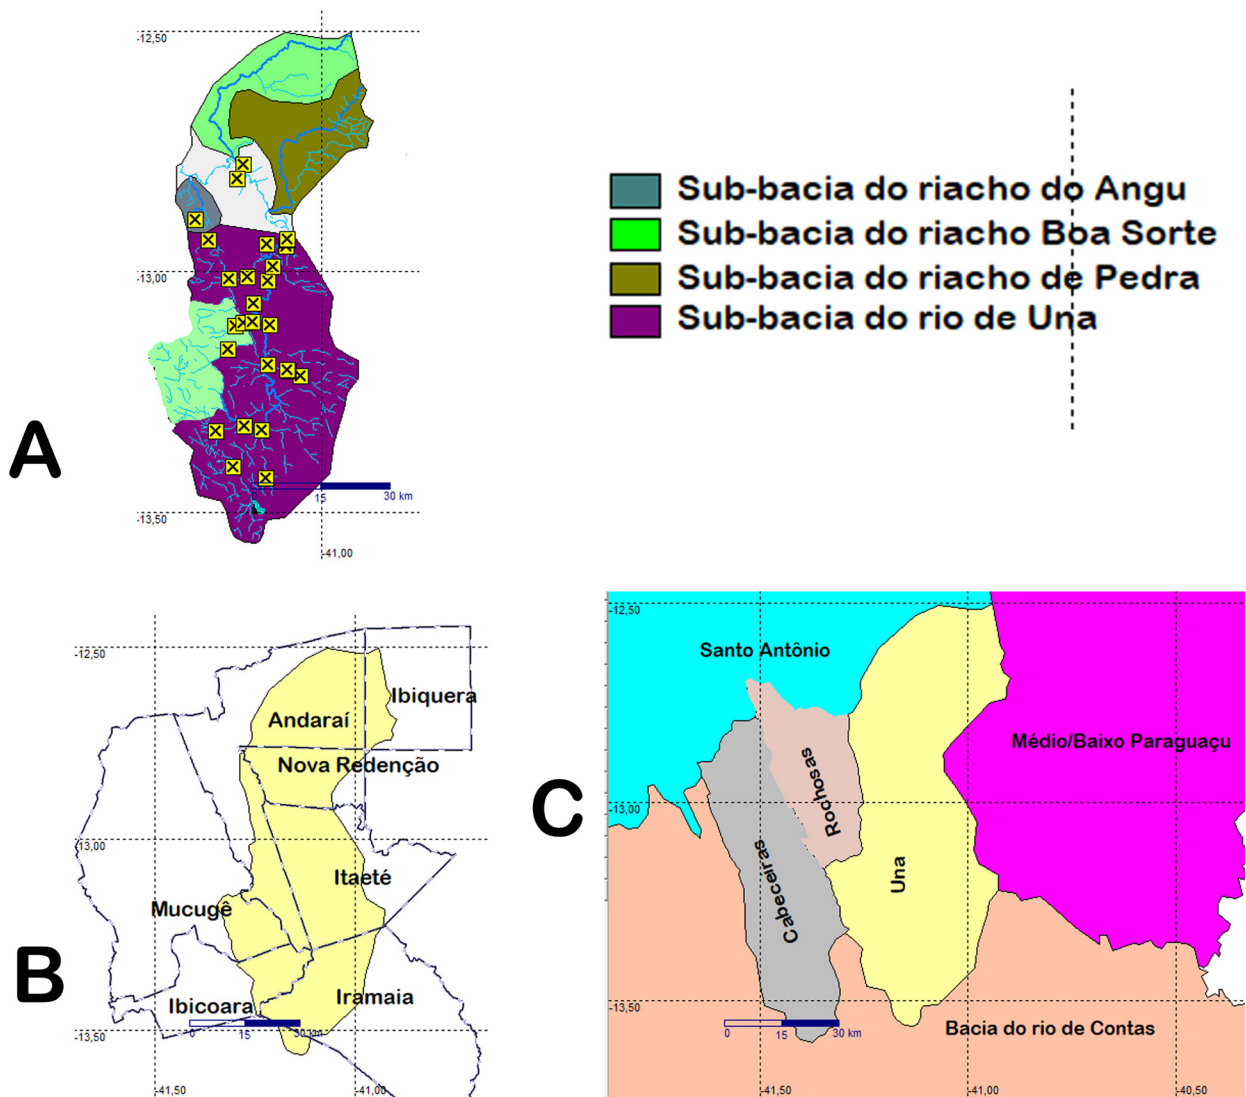 -12,50
-13,00
-13,50
-41,00
15
30 km
A
Sub-bacia do riacho do Angu
Sub-bacia do riacho Boa Sorte
Sub-bacia do riacho de Pedra
Sub-bacia do rio de Una
-12,50
-13,00
-13,50
-41,50
-41,00
Ibiquera
Andaraí
Nova Redenção
Itaeté
Mucugê
Ibicoara
Iramaia
0
15
30 km
B
-12,50
-13,00
-13,50
-41,50
-41,00
-40,50
Santo Antônio
Médio/Baixo Paraguaçu
Rochosas
Cabeceiras
Una
Bacia do rio de Contas
0
15
30 km
C